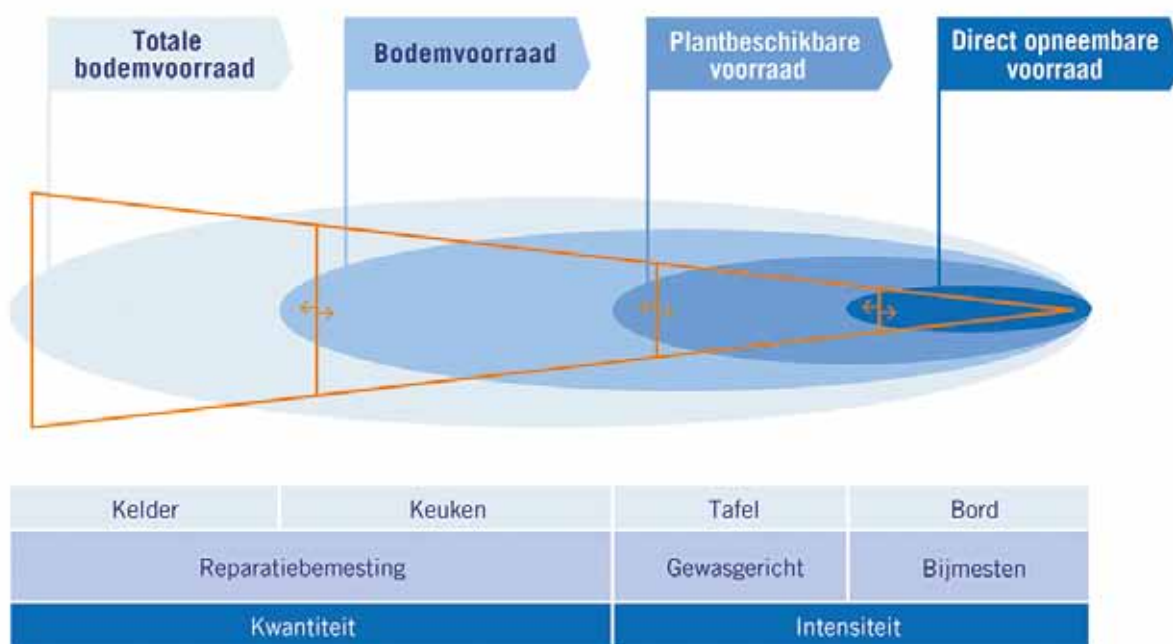 Totale
bodemvoorraad
Bodemvoorraad
Plantbeschikbare
voorraad
Direct opneembare
voorraad
Kelder
Keuken
Tafel
Bord
Reparatiebemesting
Gewasgericht
Bijmesten
Kwantiteit
Intensiteit